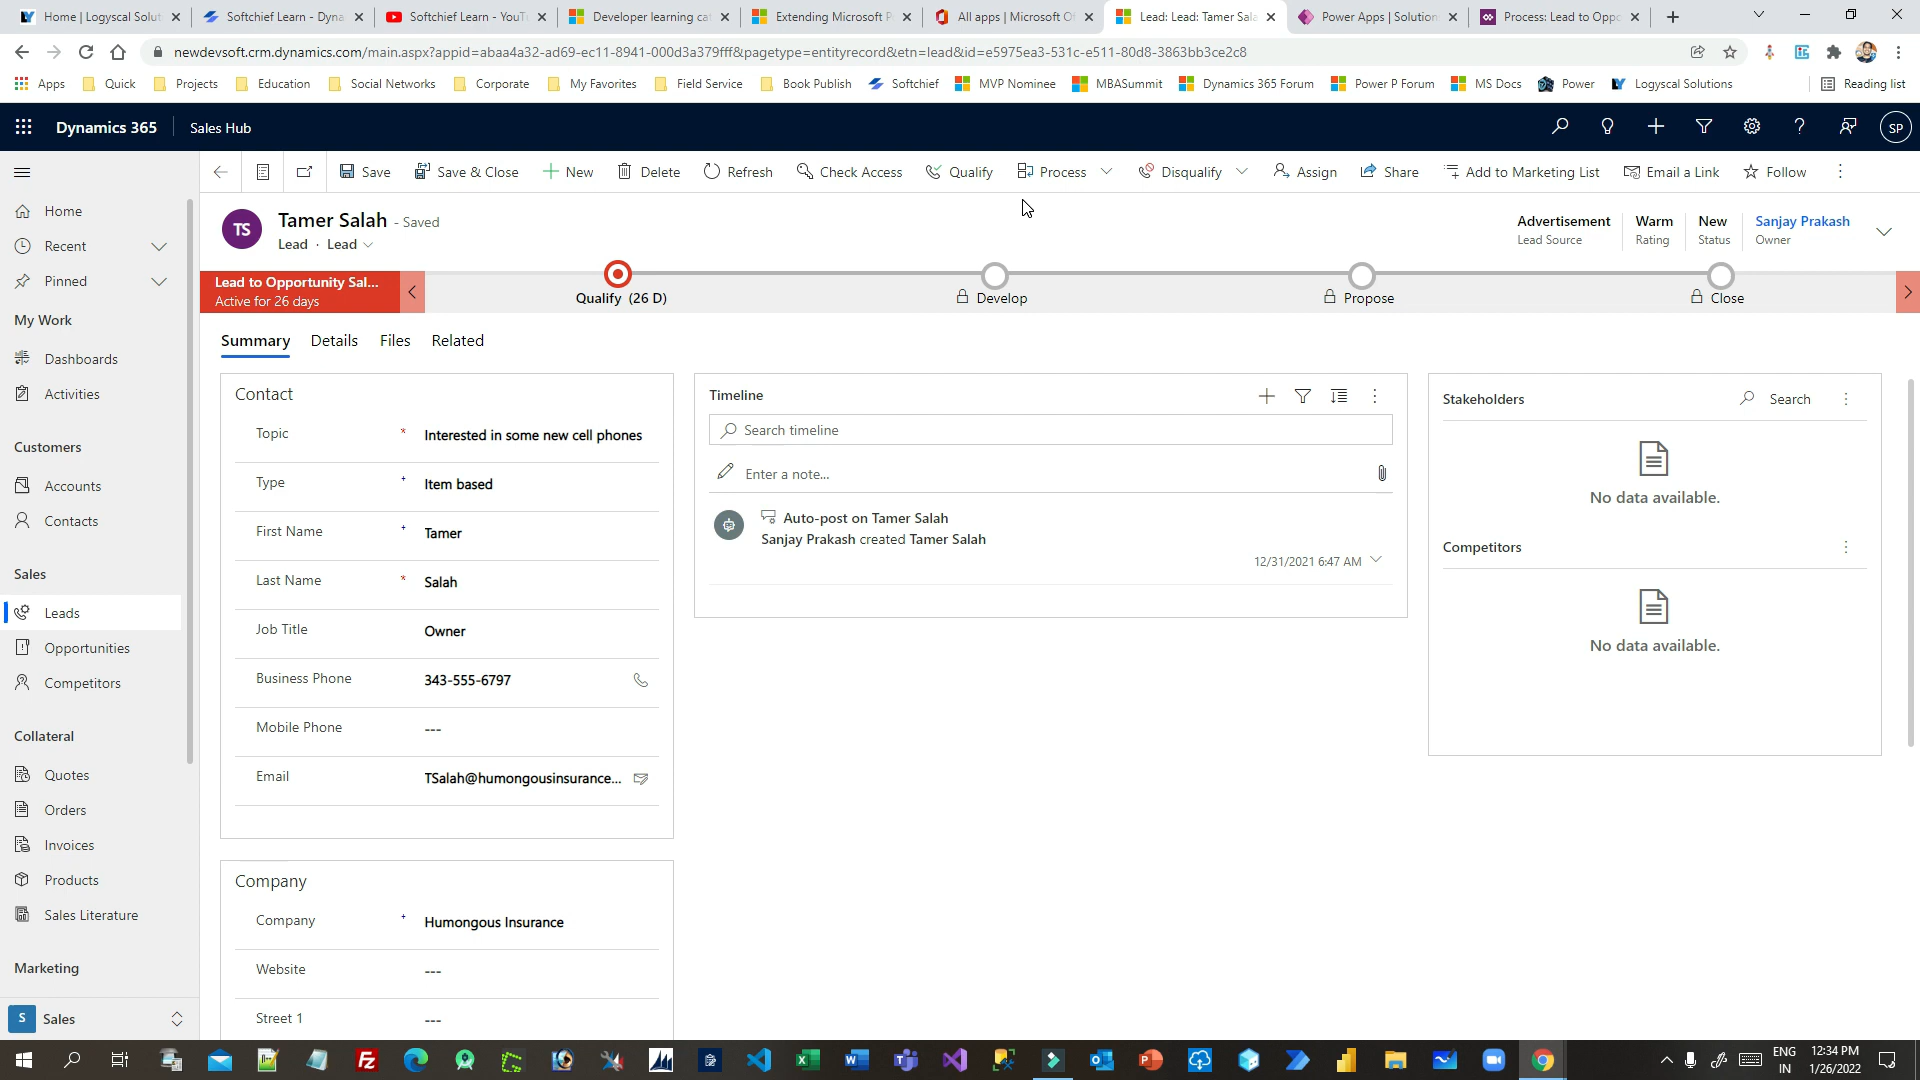 Home | Logyscal Solut
Softchief Learn - Dyna
Softchief Learn - YouT
Developer learning cat
Extending Microsoft P
All apps | Microsoft O
Lead: Lead: Tamer Sala
Power Apps | Solution
Process: Lead to Oppo
newdevsoft.crm.dynamics.com/main.aspx?appid=abaa4a32-ad69-ec11-8941-000d3a379fff&pagetype=entityrecord&etn=lead&id=e5975ea3-531c-e511-80d8-3863bb3ce2c8
Apps Quick Projects Education Social Networks Corporate My Favorites Field Service Book Publish Softchief MVP Nominee MBASummit Dynamics 365 Forum Power P Forum MS Docs Power Logyscal Solutions Reading list
Dynamics 365 Sales Hub SP
Save Save & Close New Delete Refresh Check Access Qualify Process Disqualify Assign Share Add to Marketing List Email a Link Follow
Home
Recent
Pinned
My Work
Dashboards
Activities
Customers
Accounts
Contacts
Sales
Leads
Opportunities
Competitors
Collateral
Quotes
Orders
Invoices
Products
Sales Literature
Marketing
S Sales
TS
Tamer Salah - Saved
Lead · Lead
Advertisement
Lead Source
Warm
Rating
New
Status
Sanjay Prakash
Owner
Lead to Opportunity Sal...
Active for 26 days
Qualify (26 D)
Develop
Propose
Close
Summary Details Files Related
Contact
Topic * Interested in some new cell phones
Type + Item based
First Name + Tamer
Last Name * Salah
Job Title Owner
Business Phone 343-555-6797
Mobile Phone ---
Email TSalah@humongousinsurance...
Company
Company + Humongous Insurance
Website ---
Street 1 ---
Timeline
Search timeline
Enter a note...
Auto-post on Tamer Salah
Sanjay Prakash created Tamer Salah
12/31/2021 6:47 AM
Stakeholders Search
No data available.
Competitors
No data available.
ENG
IN
12:34 PM
1/26/2022